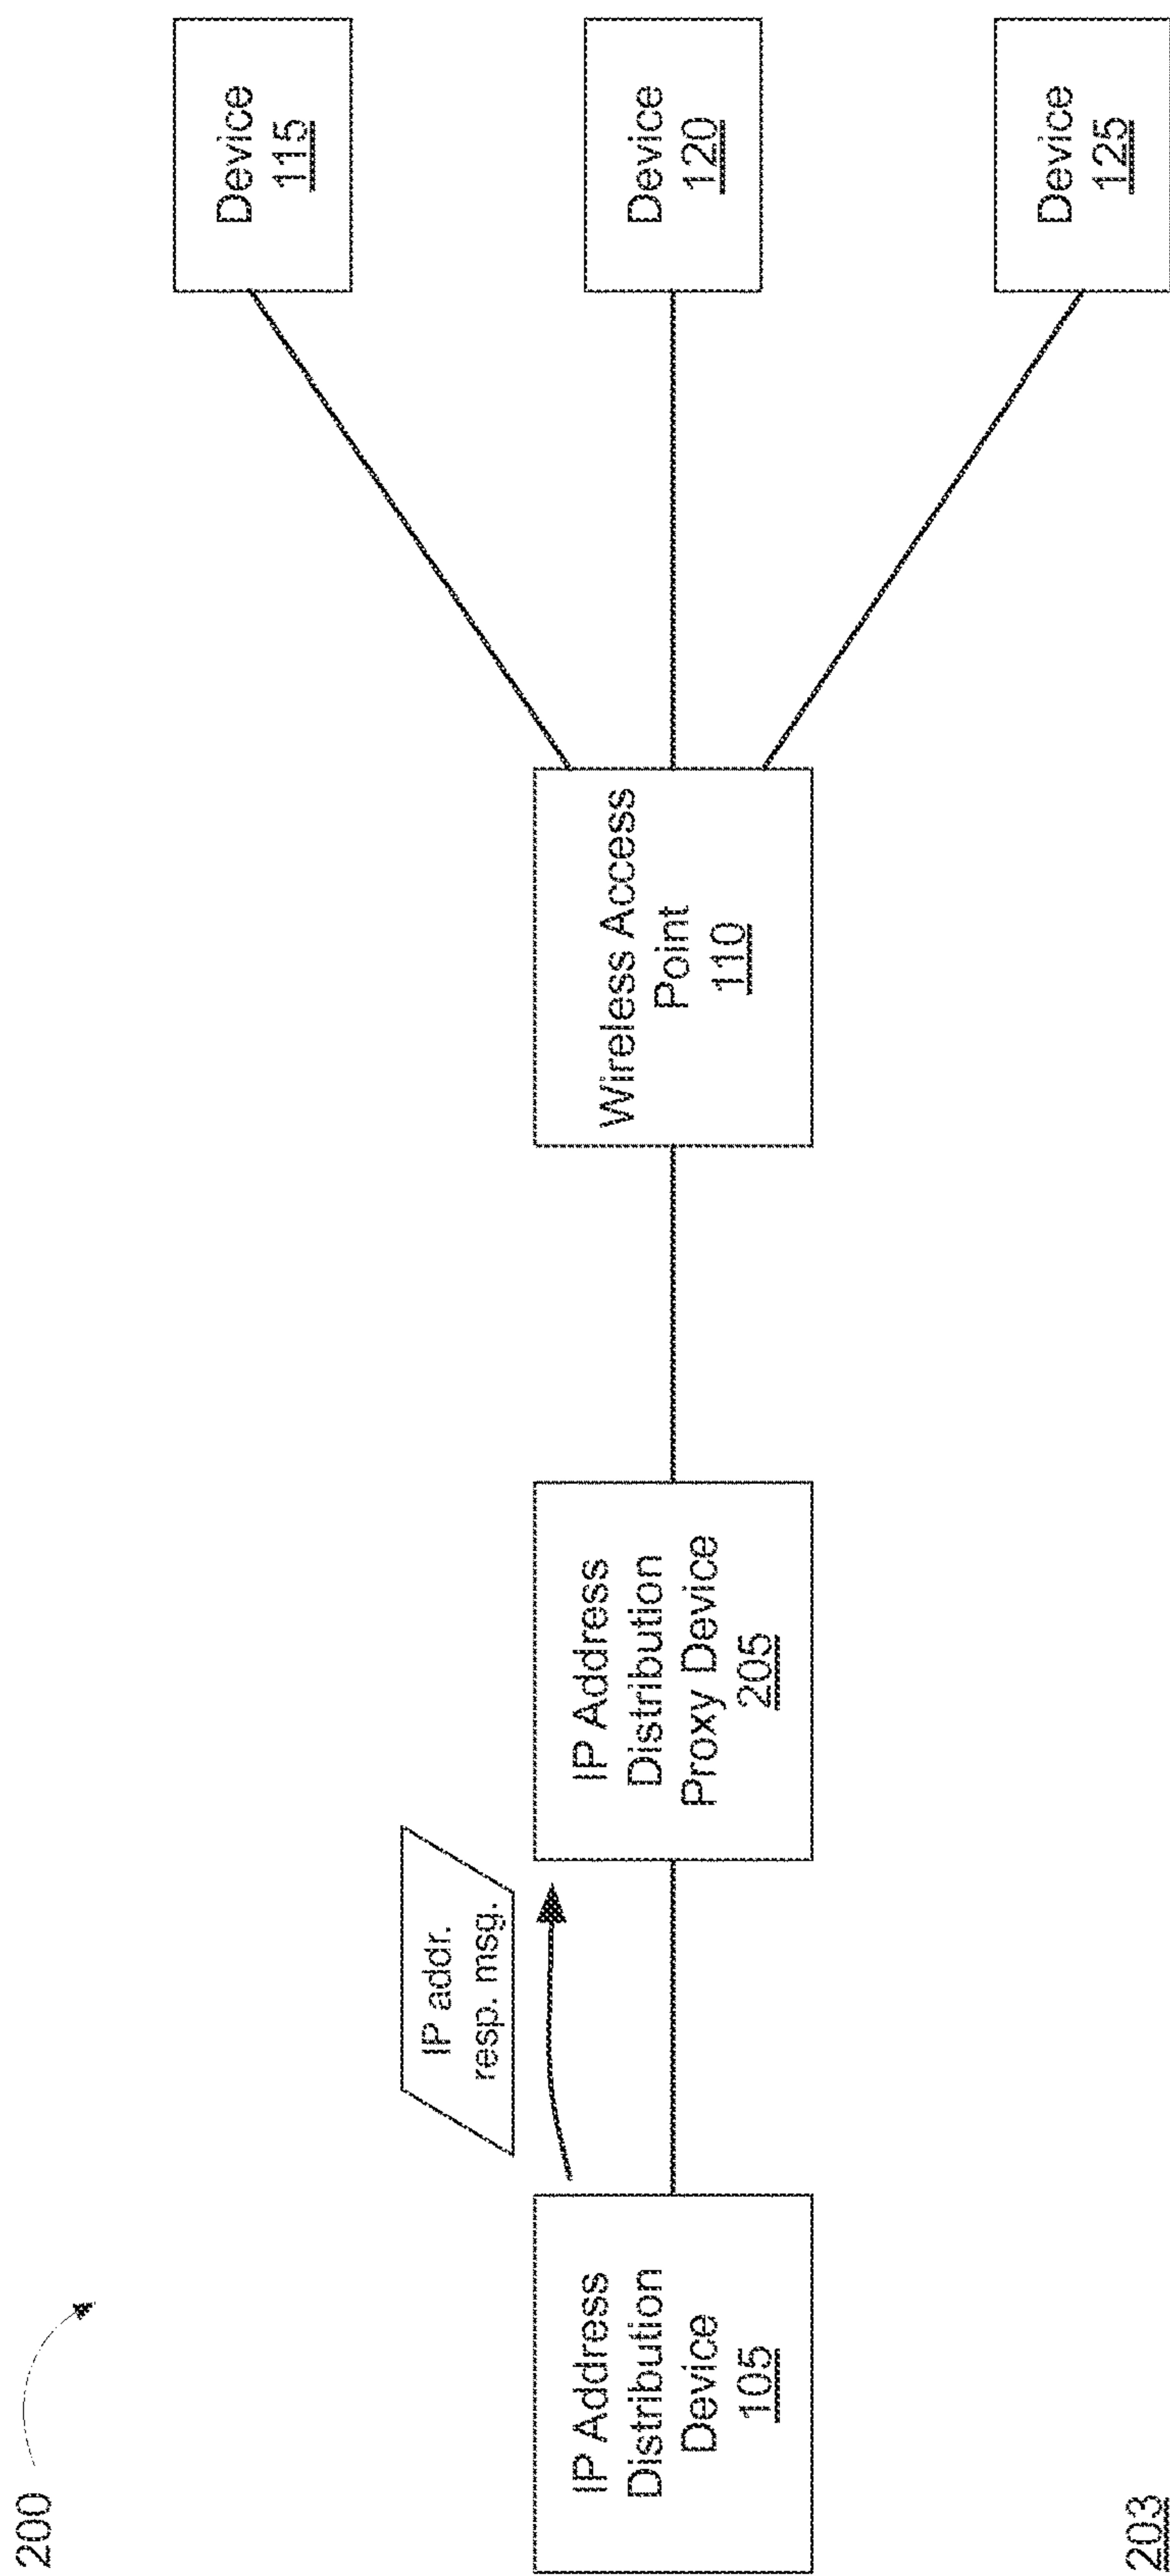 200
IP Address
Distribution
Device
105
IP addr.
resp. msg.
IP Address
Distribution
Proxy Device
205
Wireless Access
Point
110
Device
115
Device
120
Device
125
203